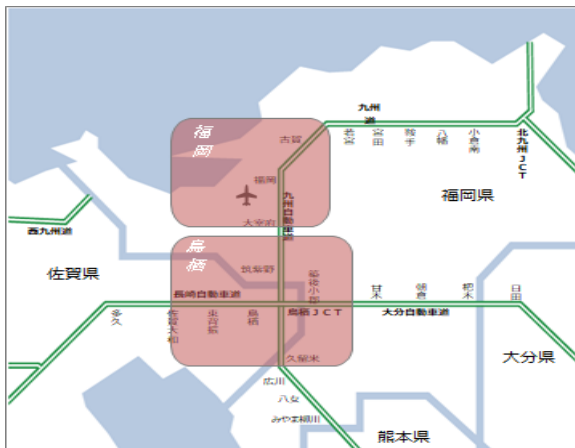 福岡
九州道
古賀
若宮
宮田
鞍手
八幡
小倉南
北九州JCT
福岡
九州自動車道
太宰府
福岡県
西九州道
鳥栖
佐賀県
筑紫野
筑後小郡
長崎自動車道
甘木
朝倉
杷木
日田
多久
佐賀大和
東背振
鳥栖
鳥栖JCT
大分自動車道
久留米
大分県
広川
八女
みやま柳川
熊本県